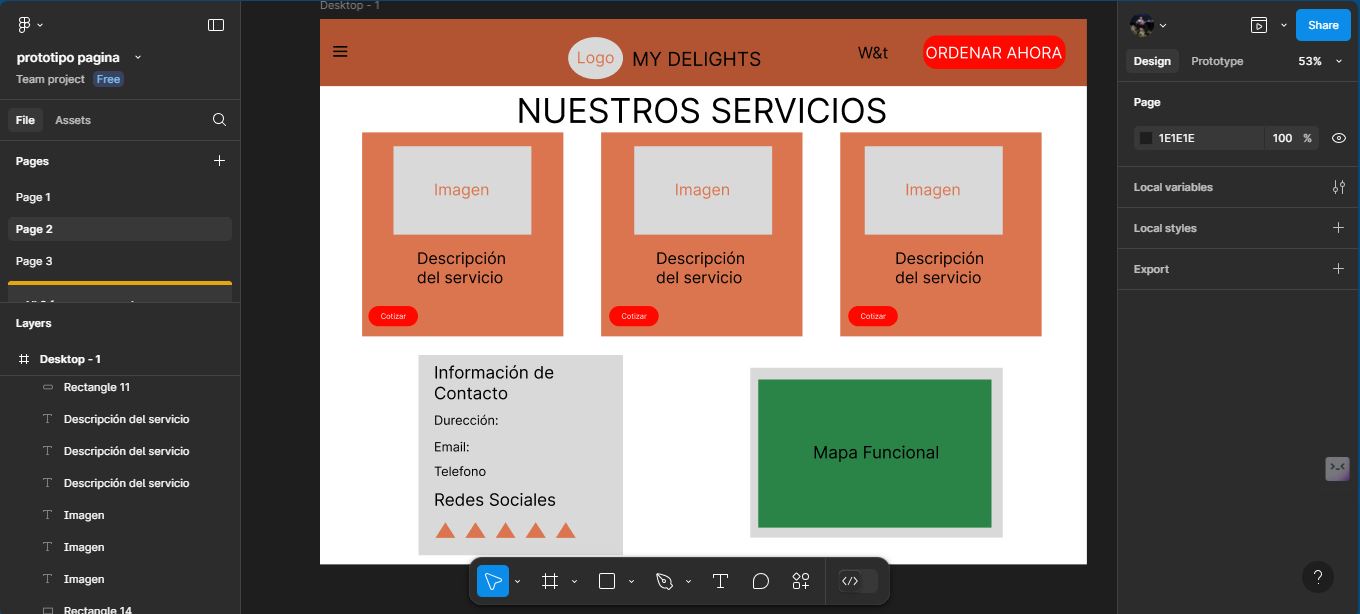 Desktop - 1
prototipo pagina
Team project Free
File Assets
Pages
Page 1
Page 2
Page 3
Layers
Desktop - 1
Rectangle 11
Descripción del servicio
Descripción del servicio
Descripción del servicio
Imagen
Imagen
Imagen
Rectangle 14
Logo MY DELIGHTS W&t ORDENAR AHORA
NUESTROS SERVICIOS
Imagen
Descripción
del servicio
Cotizar
Imagen
Descripción
del servicio
Cotizar
Imagen
Descripción
del servicio
Cotizar
Información de
Contacto
Durección:
Email:
Telefono
Redes Sociales
Mapa Funcional
Share
Design Prototype 53%
Page
1E1E1E 100 %
Local variables
Local styles
Export
?